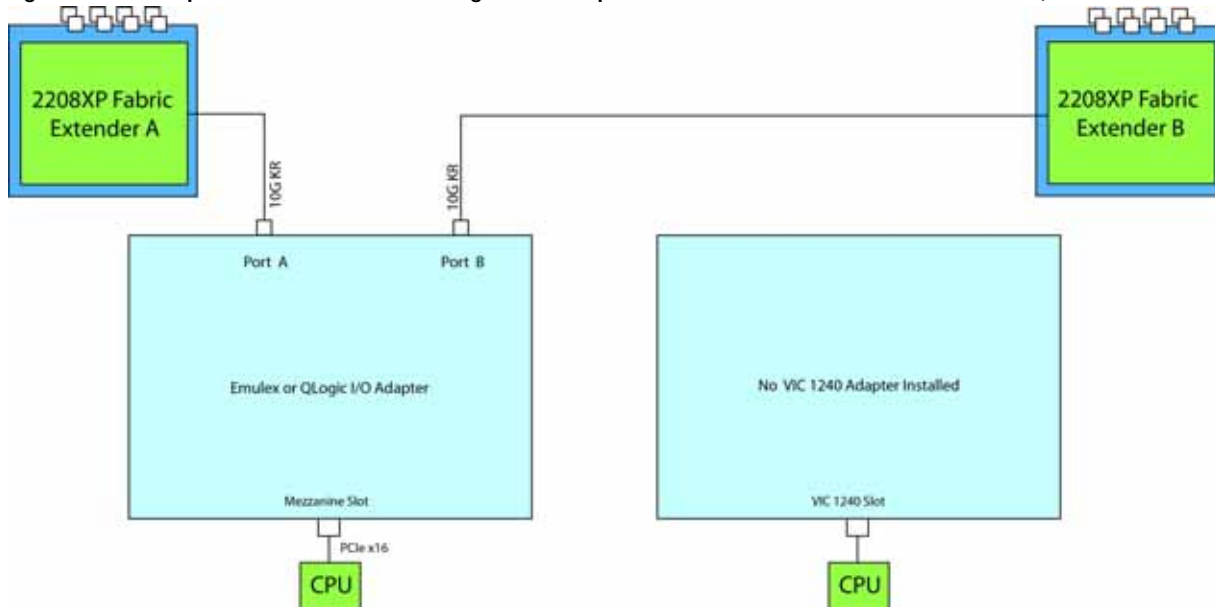 2208XP Fabric
Extender A
2208XP Fabric
Extender B
10G KR
10G KR
Port A
Port B
Emulex or QLogic I/O Adapter
No VIC 1240 Adapter Installed
Mezzanine Slot
VIC 1240 Slot
PCIe x16
CPU
CPU